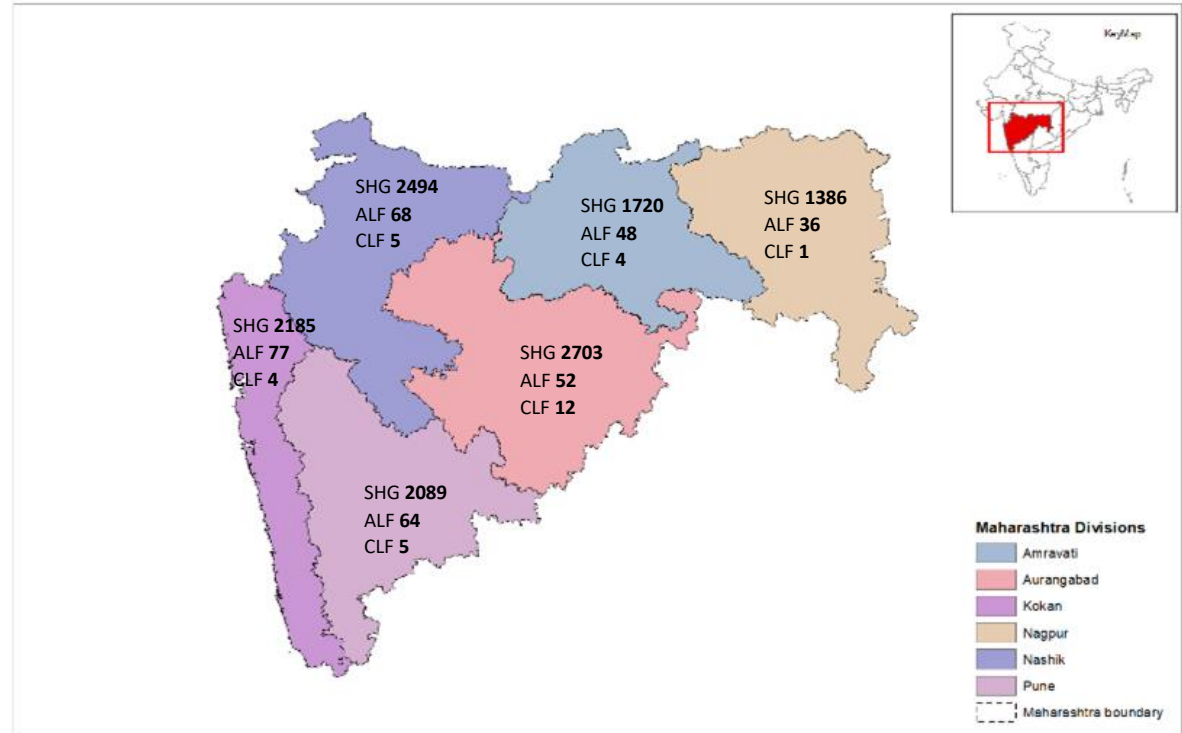 KeyMap
SHG 2494
ALF 68
CLF 5
SHG 1720
ALF 48
CLF 4
SHG 1386
ALF 36
CLF 1
SHG 2185
ALF 77
CLF 4
SHG 2703
ALF 52
CLF 12
SHG 2089
ALF 64
CLF 5
Maharashtra Divisions
Amravati
Aurangabad
Kokan
Nagpur
Nashik
Pune
Maharashtra boundary